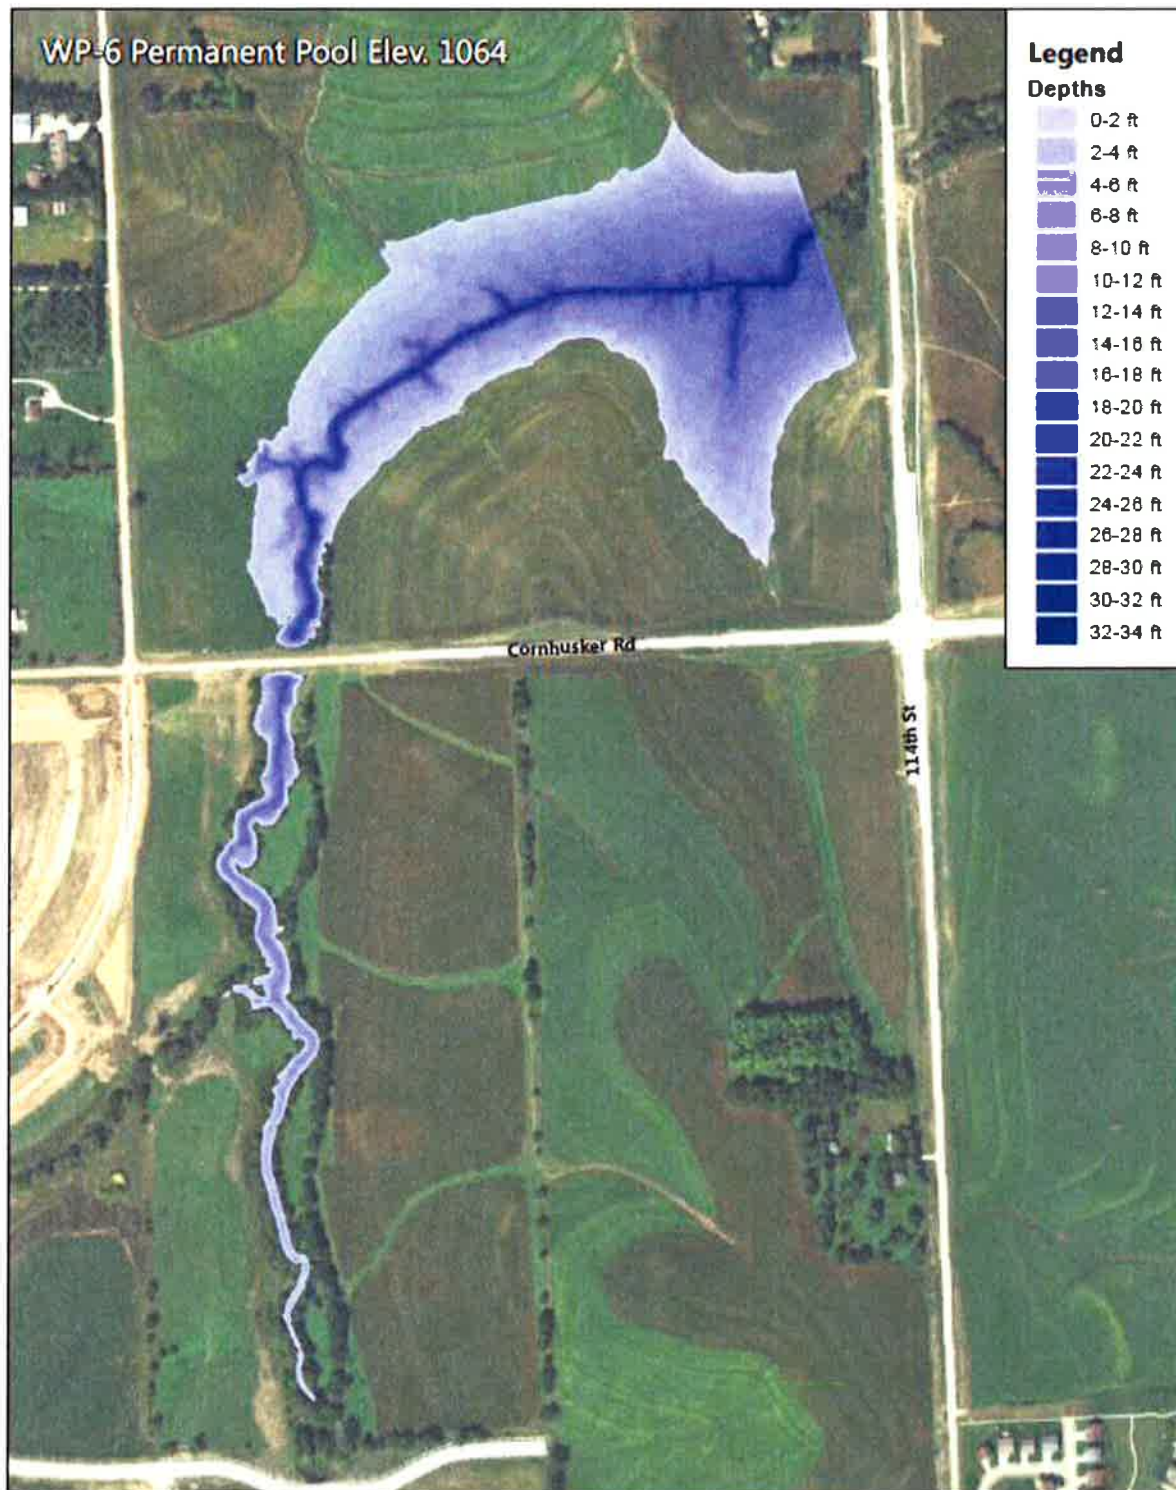 WP-6 Permanent Pool Elev. 1064
Legend
Depths
0-2 ft
2-4 ft
4-6 ft
6-8 ft
8-10 ft
10-12 ft
12-14 ft
14-16 ft
16-18 ft
18-20 ft
20-22 ft
22-24 ft
24-26 ft
26-28 ft
28-30 ft
30-32 ft
32-34 ft
Cornhusker Rd
114th St